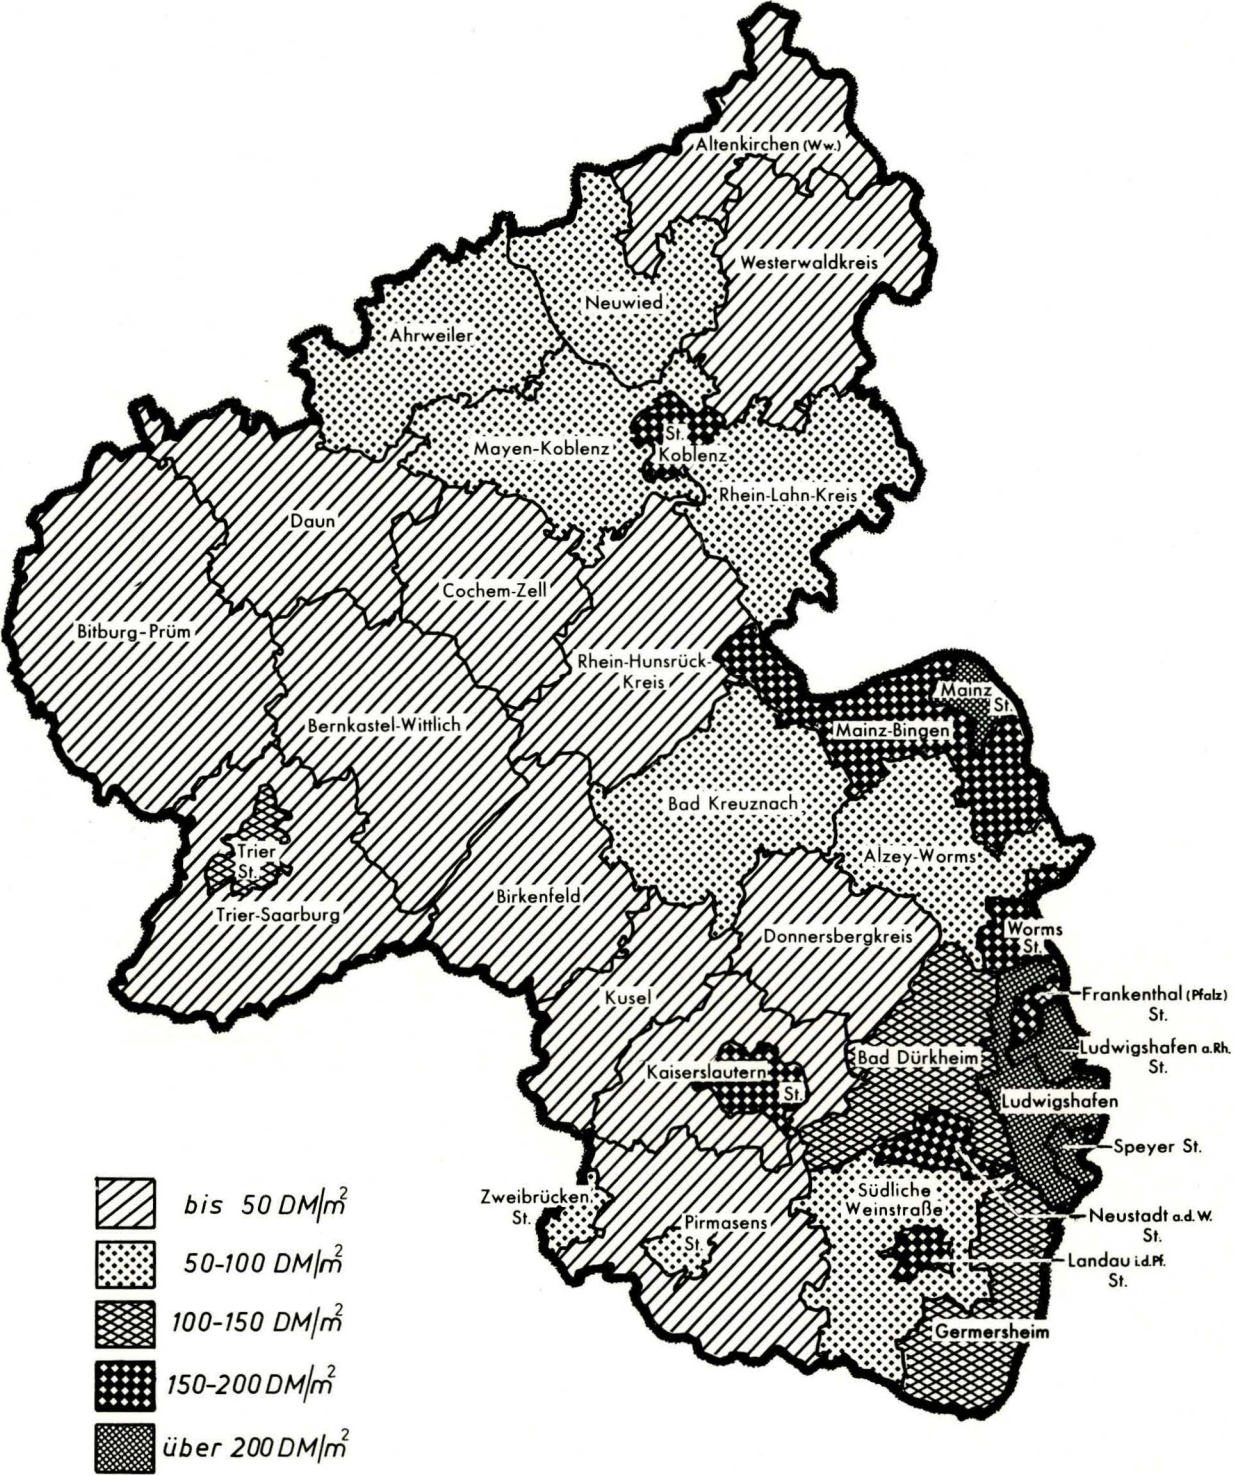 Altenkirchen (Ww.)
Westerwaldkreis
Neuwied
Ahrweiler
St.
Koblenz
Mayen-Koblenz
Rhein-Lahn-Kreis
Daun
Cochem-Zell
Bitburg-Prüm
Rhein-Hunsrück-
Kreis
Mainz
St.
Bernkastel-Wittlich
Mainz-Bingen
Bad Kreuznach
Trier
St.
Alzey-Worms
Birkenfeld
Trier-Saarburg
Donnersbergkreis
Worms
St.
Kusel
Frankenthal (Pfalz)
St.
Ludwigshafen a.Rh.
St.
Bad Dürkheim
Kaiserslautern
St.
Ludwigshafen
Speyer St.
Zweibrücken
St.
Pirmasens
St.
Südliche
Weinstraße
Neustadt a.d.W.
St.
Landau i.d.Pf.
St.
Germersheim
bis 50 DM/m²
50-100 DM/m²
100-150 DM/m²
150-200 DM/m²
über 200 DM/m²